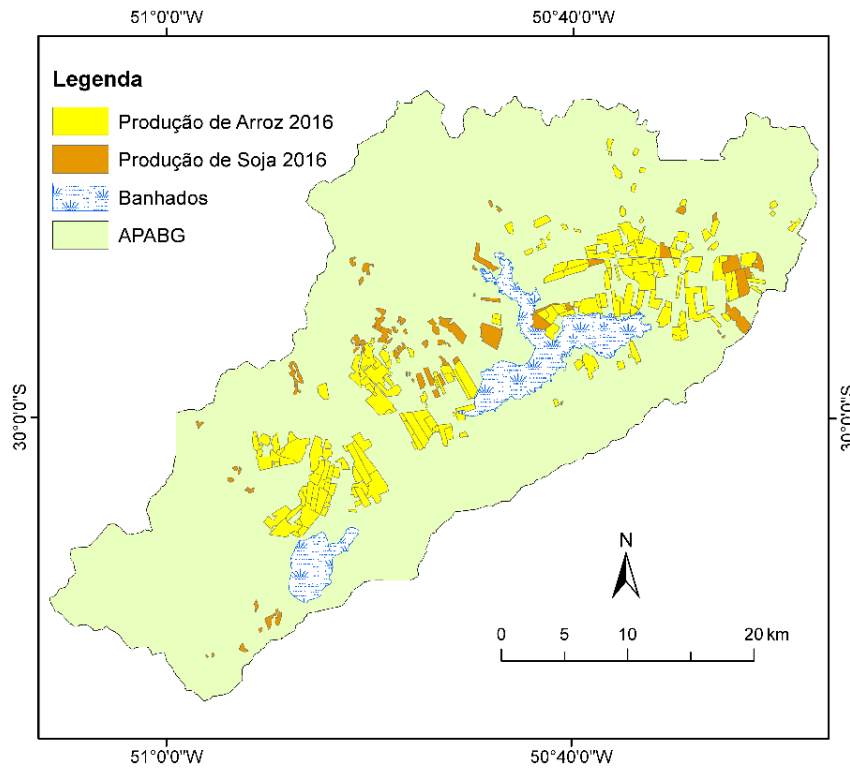 51°0'0"W 50°40'0"W
Legenda
Produção de Arroz 2016
Produção de Soja 2016
Banhados
APABG
30°0'0"S 30°0'0"S
N
0 5 10 20 km
51°0'0"W 50°40'0"W